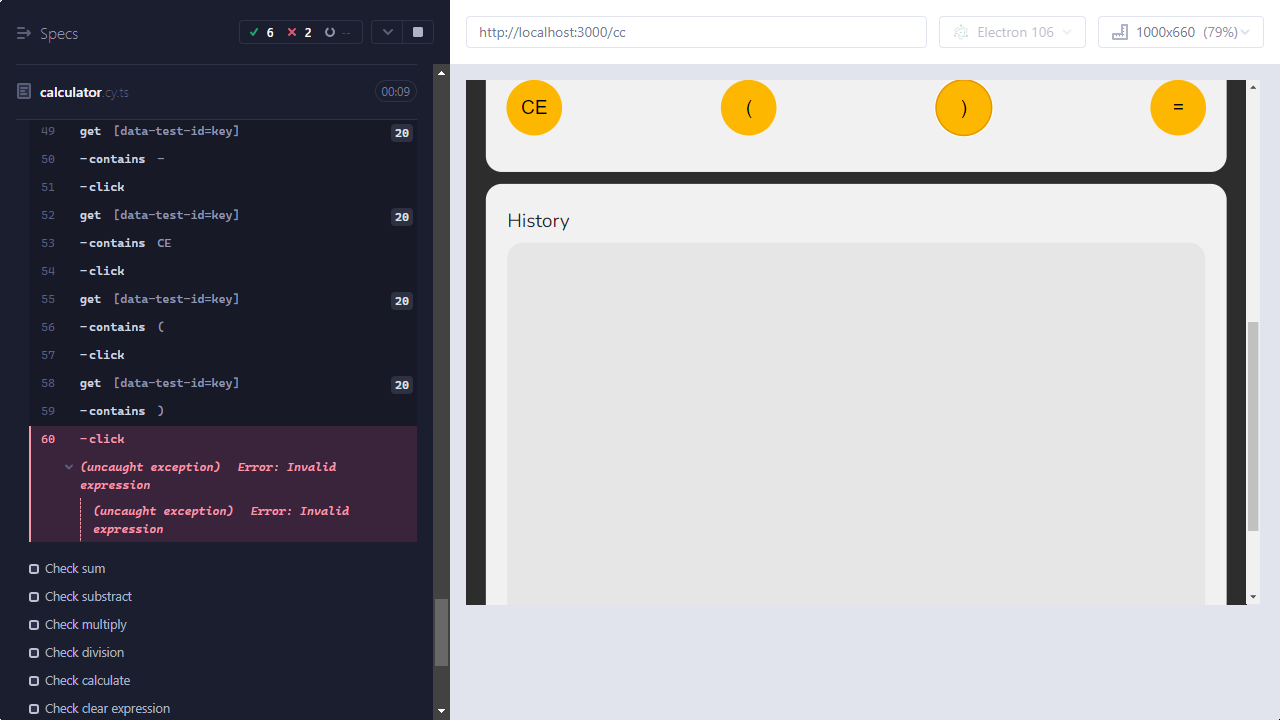 Specs
6 2 --
calculator.cy.ts 00:09
49 get [data-test-id=key] 20
50 -contains -
51 -click
52 get [data-test-id=key] 20
53 -contains CE
54 -click
55 get [data-test-id=key] 20
56 -contains (
57 -click
58 get [data-test-id=key] 20
59 -contains )
60 -click
(uncaught exception) Error: Invalid
expression
(uncaught exception) Error: Invalid
expression
Check sum
Check substract
Check multiply
Check division
Check calculate
Check clear expression
http://localhost:3000/cc
Electron 106
1000x660 (79%)
CE ( ) =
History